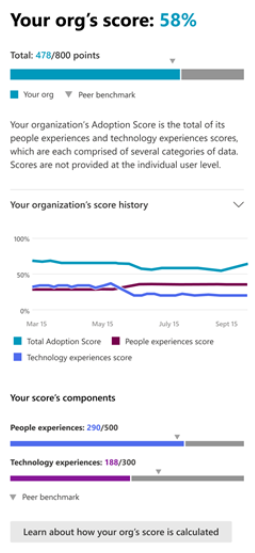 Your org's score: 58%
Total: 478/800 points
Your org Peer benchmark
Your organization's Adoption Score is the total of its
people experiences and technology experiences scores,
which are each comprised of several categories of data.
Scores are not provided at the individual user level.
Your organization's score history
100%
50%
0%
Mar 15 May 15 July 15 Sept 15
Total Adoption Score People experiences score
Technology experiences score
Your score's components
People experiences: 290/500
Technology experiences: 188/300
Peer benchmark
Learn about how your org's score is calculated